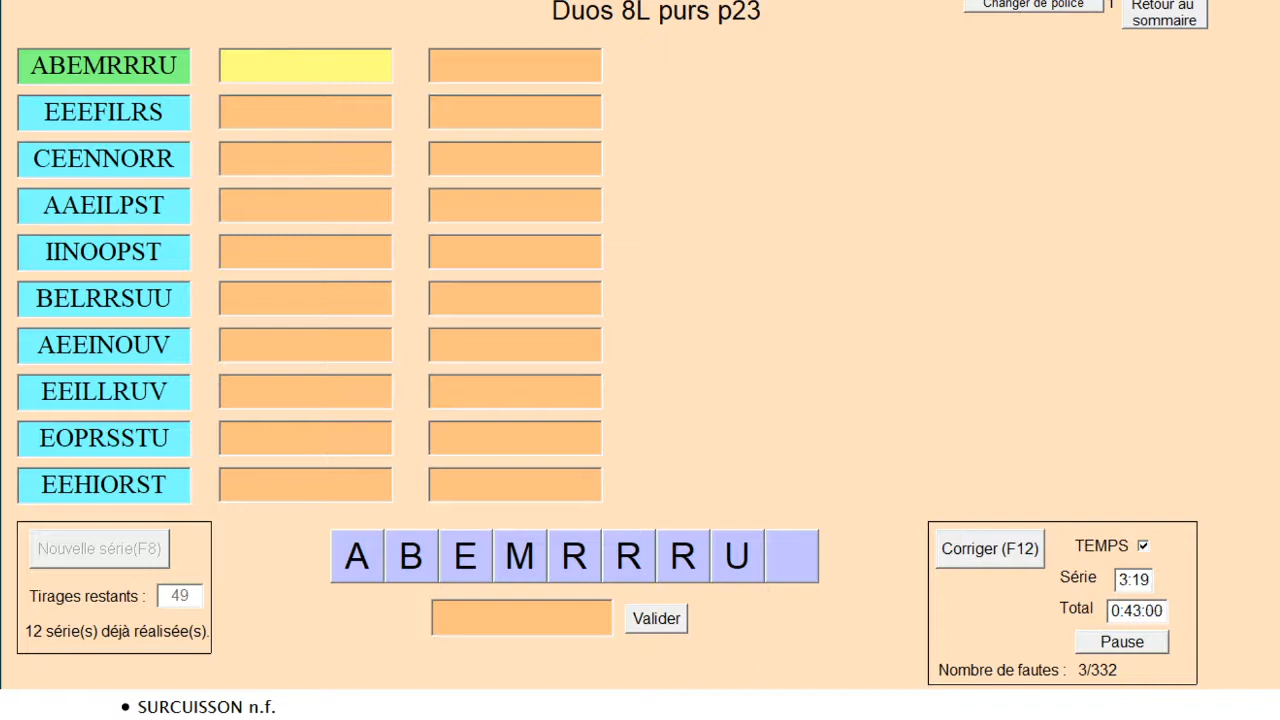 Duos 8L purs p23
Changer de police
1
Retour au
sommaire
ABEMRRRU
EEEFILRS
CEENNORR
AAEILPST
IINOOPST
BELRRSUU
AEEINOUV
EEILLRUV
EOPRSSTU
EEHIORST
Nouvelle série(F8)
Tirages restants : 49
12 série(s) déjà réalisée(s).
A B E M R R R U
Valider
Corriger (F12)
TEMPS
Série 3:19
Total 0:43:00
Pause
Nombre de fautes : 3/332
• SURCUISSON n.f.